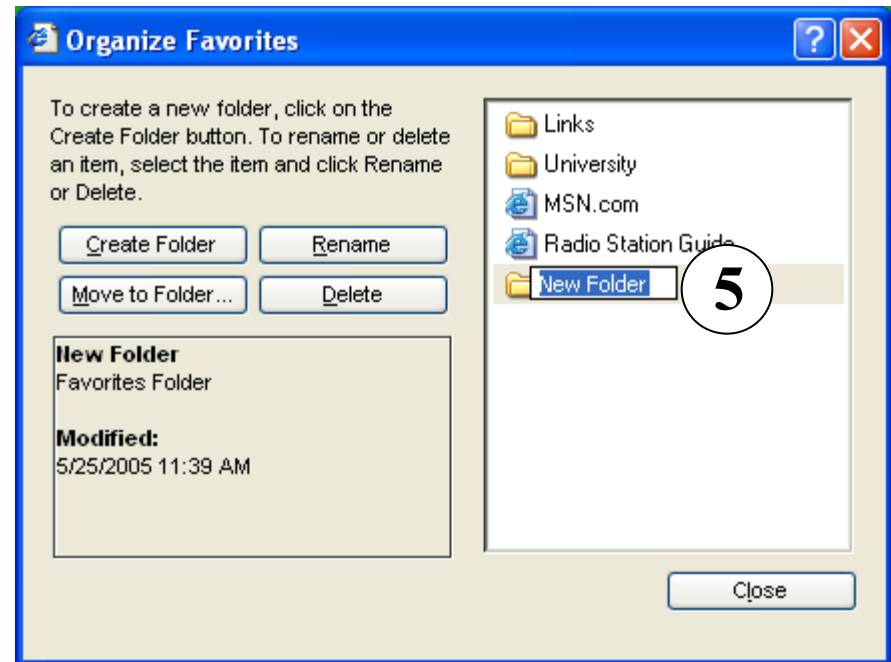 Organize Favorites
To create a new folder, click on the
Create Folder button. To rename or delete
an item, select the item and click Rename
or Delete.
Create Folder
Rename
Move to Folder...
Delete
New Folder
Favorites Folder
Modified:
5/25/2005 11:39 AM
Links
University
MSN.com
Radio Station Guide
New Folder
5
Close